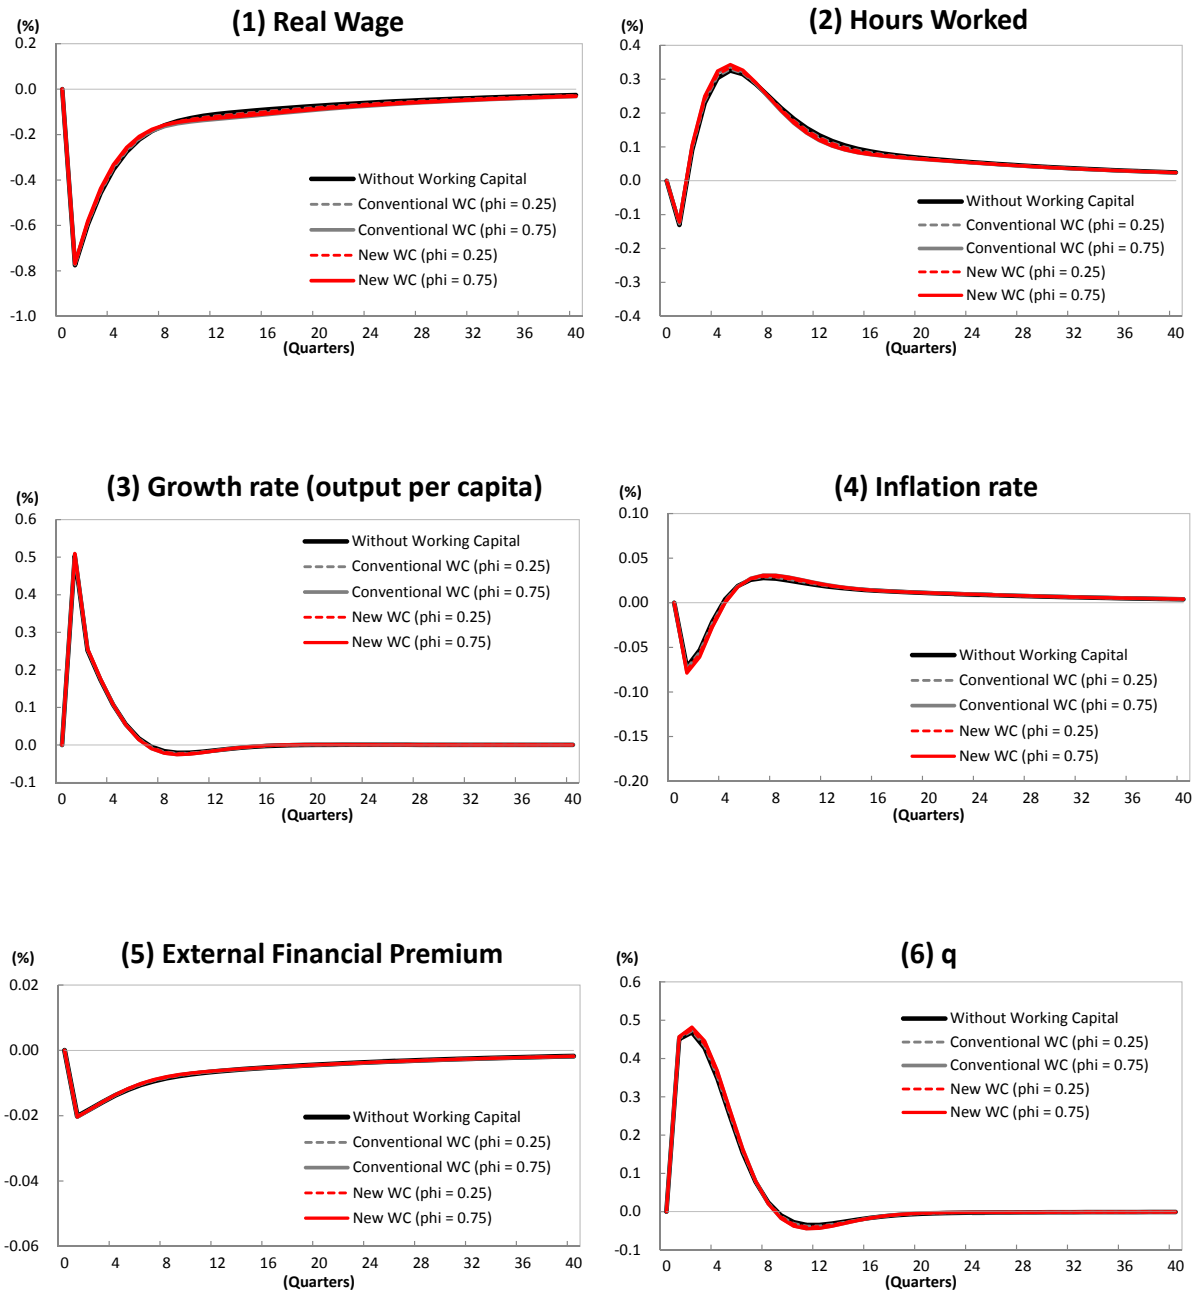 (1) Real Wage
(%)
0.2
0.0
-0.2
-0.4
-0.6
-0.8
-1.0
Without Working Capital
Conventional WC (phi = 0.25)
Conventional WC (phi = 0.75)
New WC (phi = 0.25)
New WC (phi = 0.75)
0 4 8 12 16 20 24 28 32 36 40
(Quarters)
(2) Hours Worked
(%)
0.4
0.3
0.2
0.1
0.0
-0.1
-0.2
-0.3
-0.4
Without Working Capital
Conventional WC (phi = 0.25)
Conventional WC (phi = 0.75)
New WC (phi = 0.25)
New WC (phi = 0.75)
0 4 8 12 16 20 24 28 32 36 40
(Quarters)
(3) Growth rate (output per capita)
(%)
0.6
0.5
0.4
0.3
0.2
0.1
0.0
-0.1
Without Working Capital
Conventional WC (phi = 0.25)
Conventional WC (phi = 0.75)
New WC (phi = 0.25)
New WC (phi = 0.75)
0 4 8 12 16 20 24 28 32 36 40
(Quarters)
(4) Inflation rate
(%)
0.10
0.05
0.00
-0.05
-0.10
-0.15
-0.20
Without Working Capital
Conventional WC (phi = 0.25)
Conventional WC (phi = 0.75)
New WC (phi = 0.25)
New WC (phi = 0.75)
0 4 8 12 16 20 24 28 32 36 40
(Quarters)
(5) External Financial Premium
(%)
0.02
0.00
-0.02
-0.04
-0.06
Without Working Capital
Conventional WC (phi = 0.25)
Conventional WC (phi = 0.75)
New WC (phi = 0.25)
New WC (phi = 0.75)
0 4 8 12 16 20 24 28 32 36 40
(Quarters)
(6) q
(%)
0.6
0.5
0.4
0.3
0.2
0.1
0.0
-0.1
Without Working Capital
Conventional WC (phi = 0.25)
Conventional WC (phi = 0.75)
New WC (phi = 0.25)
New WC (phi = 0.75)
0 4 8 12 16 20 24 28 32 36 40
(Quarters)